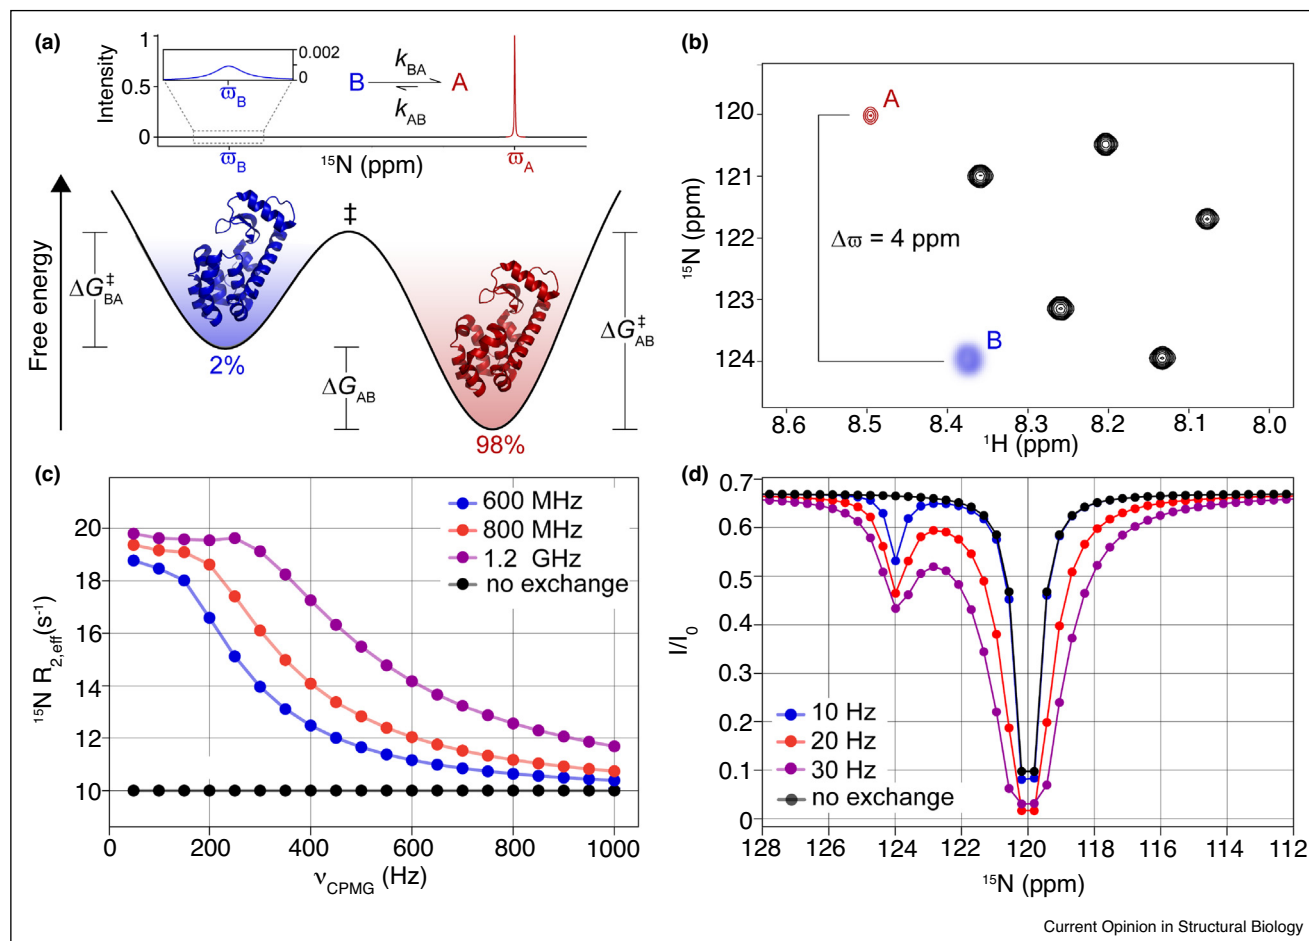 (a)
Intensity
1
0.5
0
0.002
0
ϖB
B
kBA
kAB
A
ϖB
15N (ppm)
ϖA
Free energy
‡
ΔG‡BA
2%
ΔGAB
98%
ΔG‡AB
(b)
15N (ppm)
120
121
122
123
124
A
Δϖ = 4 ppm
B
8.6 8.5 8.4 8.3 8.2 8.1 8.0
1H (ppm)
(c)
15N R2,eff(s-1)
20
18
16
14
12
10
600 MHz
800 MHz
1.2 GHz
no exchange
0 200 400 600 800 1000
νCPMG (Hz)
(d)
I/I0
0.7
0.6
0.5
0.4
0.3
0.2
0.1
0
10 Hz
20 Hz
30 Hz
no exchange
128 126 124 122 120 118 116 114 112
15N (ppm)
Current Opinion in Structural Biology